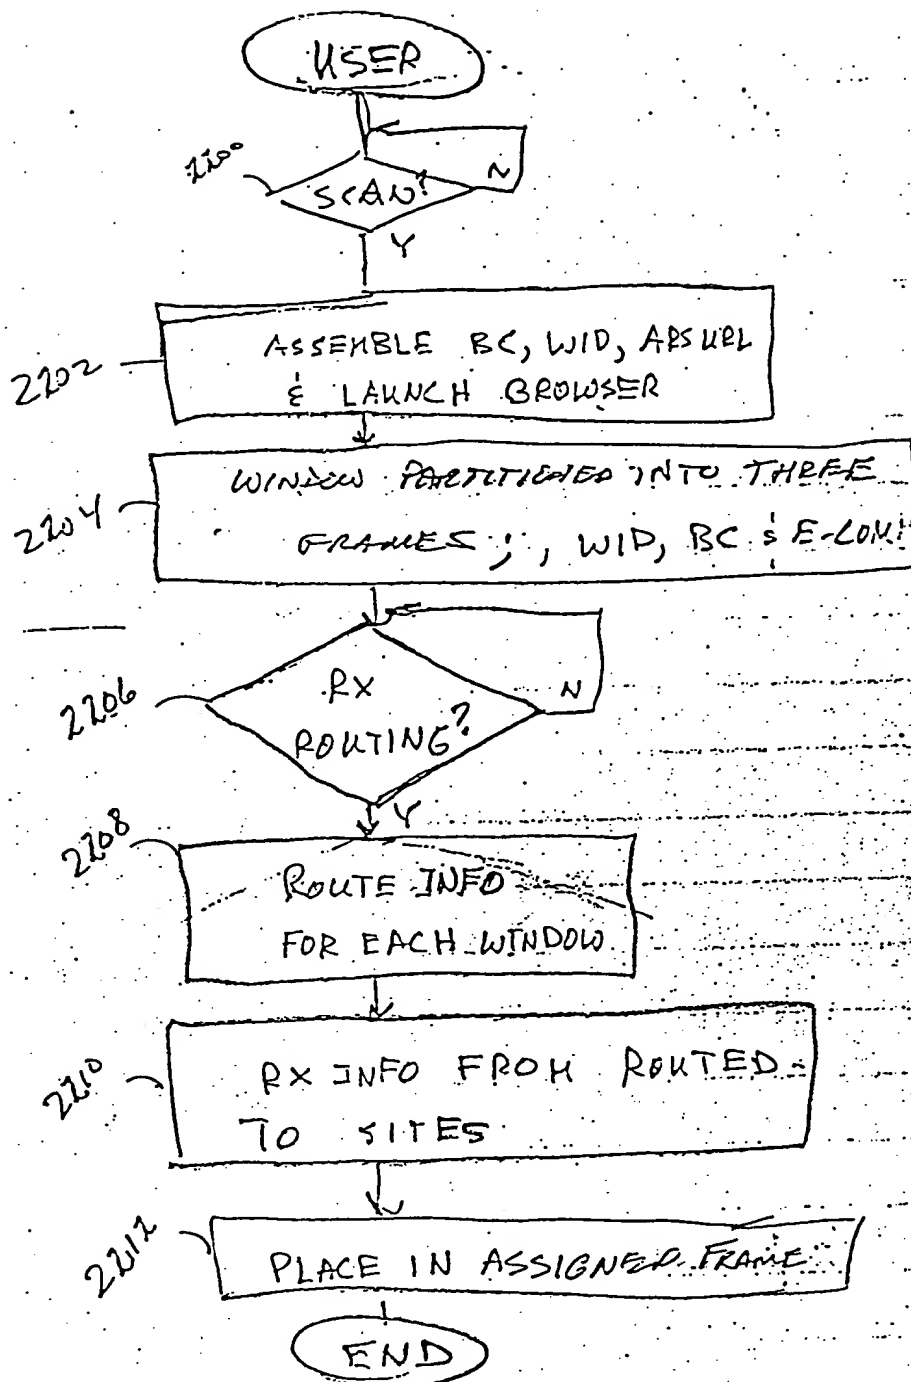 USER
2200
SCAN?
N
Y
2202
ASSEMBLE BC, WID, ARSURL
& LAUNCH BROWSER
2204
WINDOW PARTITIONED INTO THREE
FRAMES ; , WID, BC & E-COM
2206
RX
ROUTING?
N
Y
2208
ROUTE INFO
FOR EACH WINDOW
2210
RX INFO FROM ROUTED
TO SITES
2212
PLACE IN ASSIGNED FRAME
END